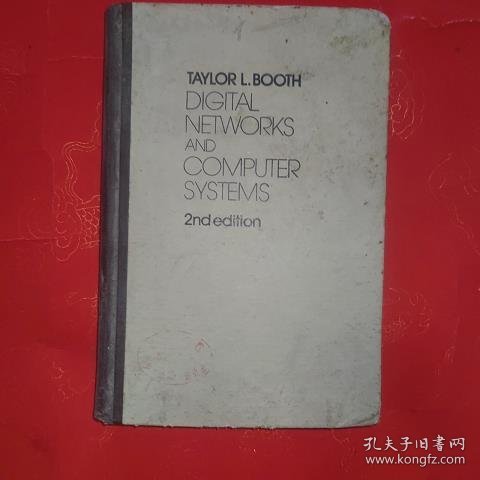 TAYLOR L. BOOTH
DIGITAL
NETWORKS
AND
COMPUTER
SYSTEMS
2nd edition
孔夫子旧书网
www.kongfz.com